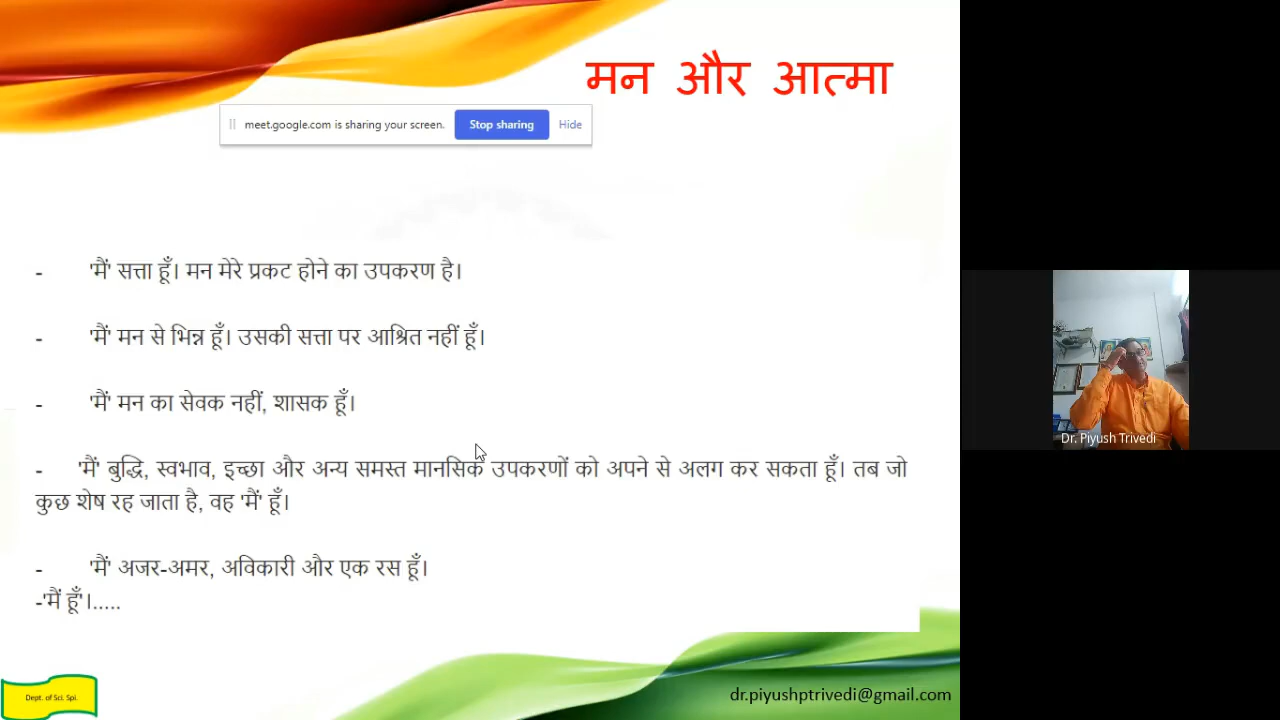 मन और आत्मा
meet.google.com is sharing your screen. Stop sharing Hide
- 'मैं' सत्ता हूँ। मन मेरे प्रकट होने का उपकरण है।
- 'मैं' मन से भिन्न हूँ। उसकी सत्ता पर आश्रित नहीं हूँ।
- 'मैं' मन का सेवक नहीं, शासक हूँ।
- 'मैं' बुद्धि, स्वभाव, इच्छा और अन्य समस्त मानसिक उपकरणों को अपने से अलग कर सकता हूँ। तब जो
कुछ शेष रह जाता है, वह 'मैं' हूँ।
- 'मैं' अजर-अमर, अविकारी और एक रस हूँ।
-'मैं हूँ'।.....
Dr. Piyush Trivedi
Dept. of Sci. Spi.
dr.piyushptrivedi@gmail.com